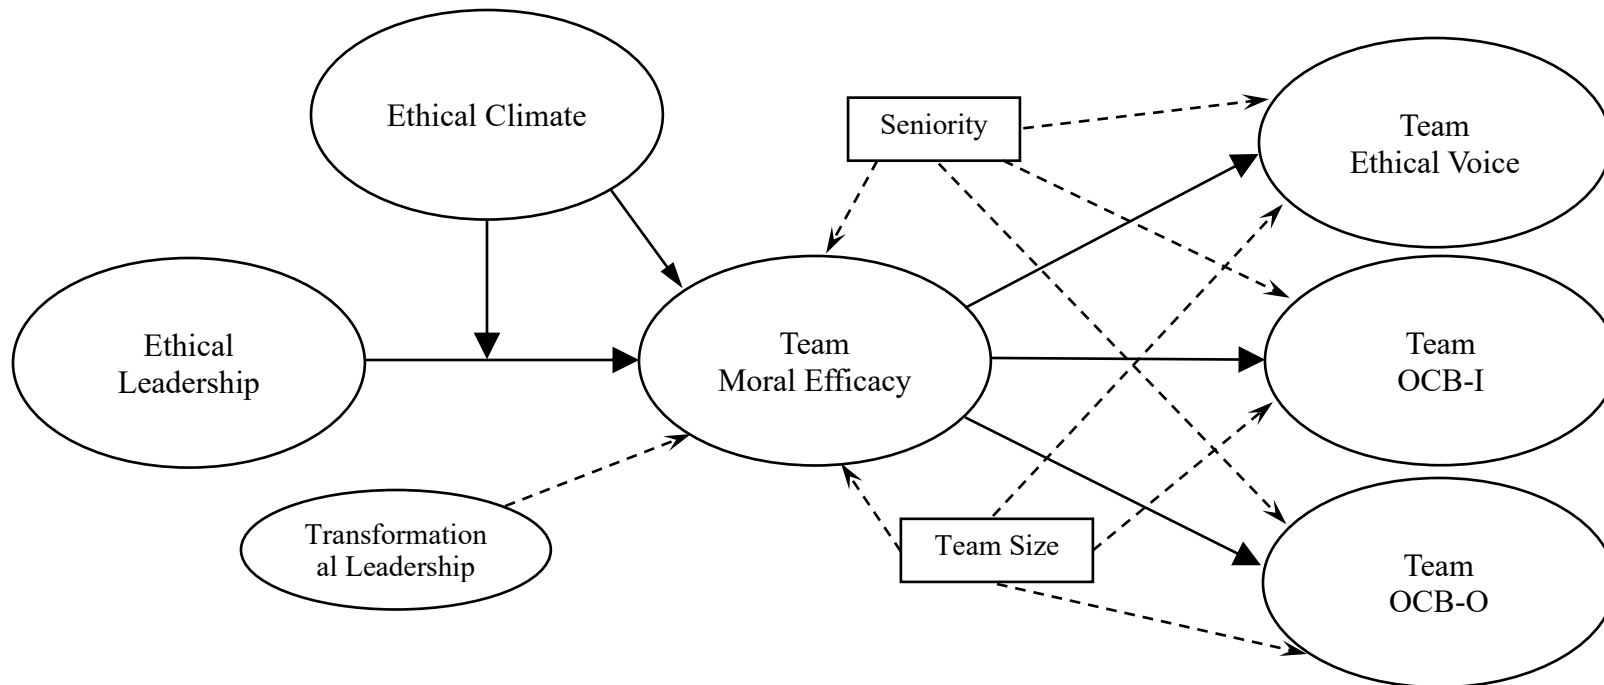 Ethical Climate
Seniority
Team
Ethical Voice
Ethical
Leadership
Team
Moral Efficacy
Team
OCB-I
Transformation
al Leadership
Team Size
Team
OCB-O